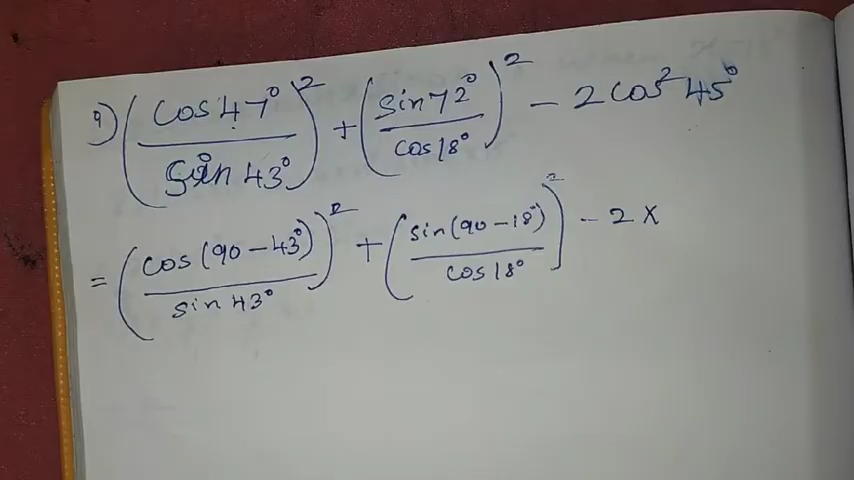 9) (cos 47° / sin 43°)² + (sin 72° / cos 18°)² - 2 cos² 45°
= (cos (90 - 43°) / sin 43°)² + (sin (90 - 18°) / cos 18°)² - 2 ×